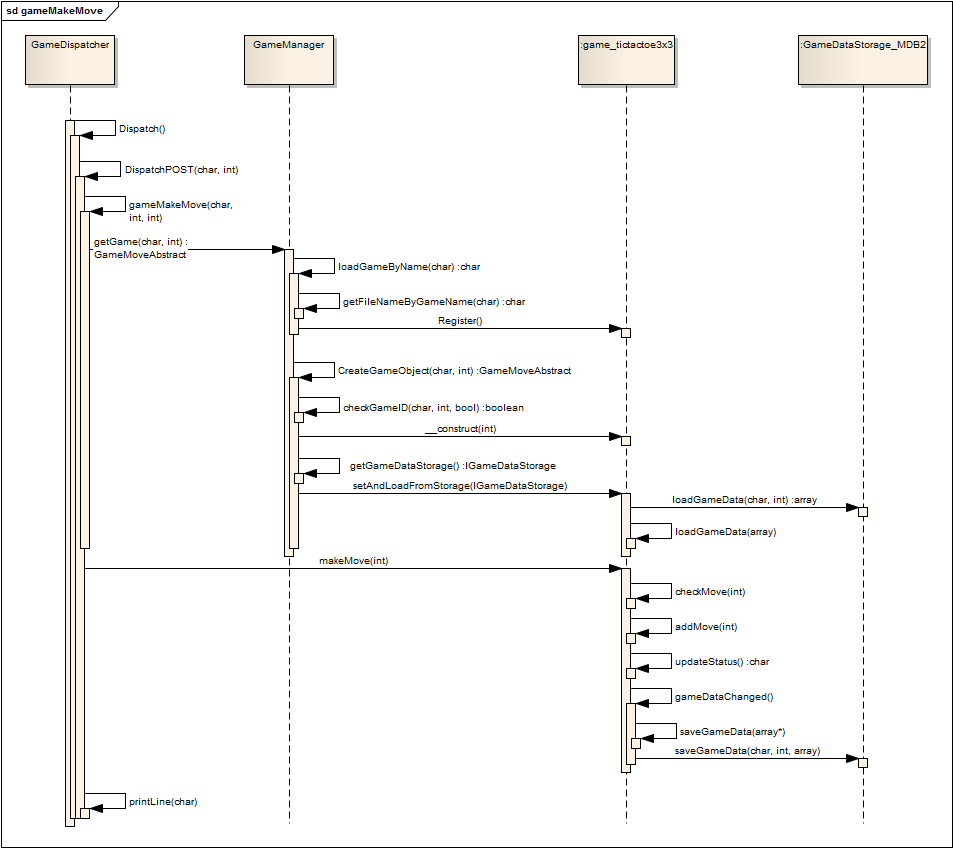 sd gameMakeMove
GameDispatcher
GameManager
:game_tictactoe3x3
:GameDataStorage_MDB2
Dispatch()
DispatchPOST(char, int)
gameMakeMove(char,
int, int)
getGame(char, int) :
GameMoveAbstract
loadGameByName(char) :char
getFileNameByGameName(char) :char
Register()
CreateGameObject(char, int) :GameMoveAbstract
checkGameID(char, int, bool) :boolean
__construct(int)
getGameDataStorage() :IGameDataStorage
setAndLoadFromStorage(IGameDataStorage)
loadGameData(char, int) :array
loadGameData(array)
makeMove(int)
checkMove(int)
addMove(int)
updateStatus() :char
gameDataChanged()
saveGameData(array*)
saveGameData(char, int, array)
printLine(char)